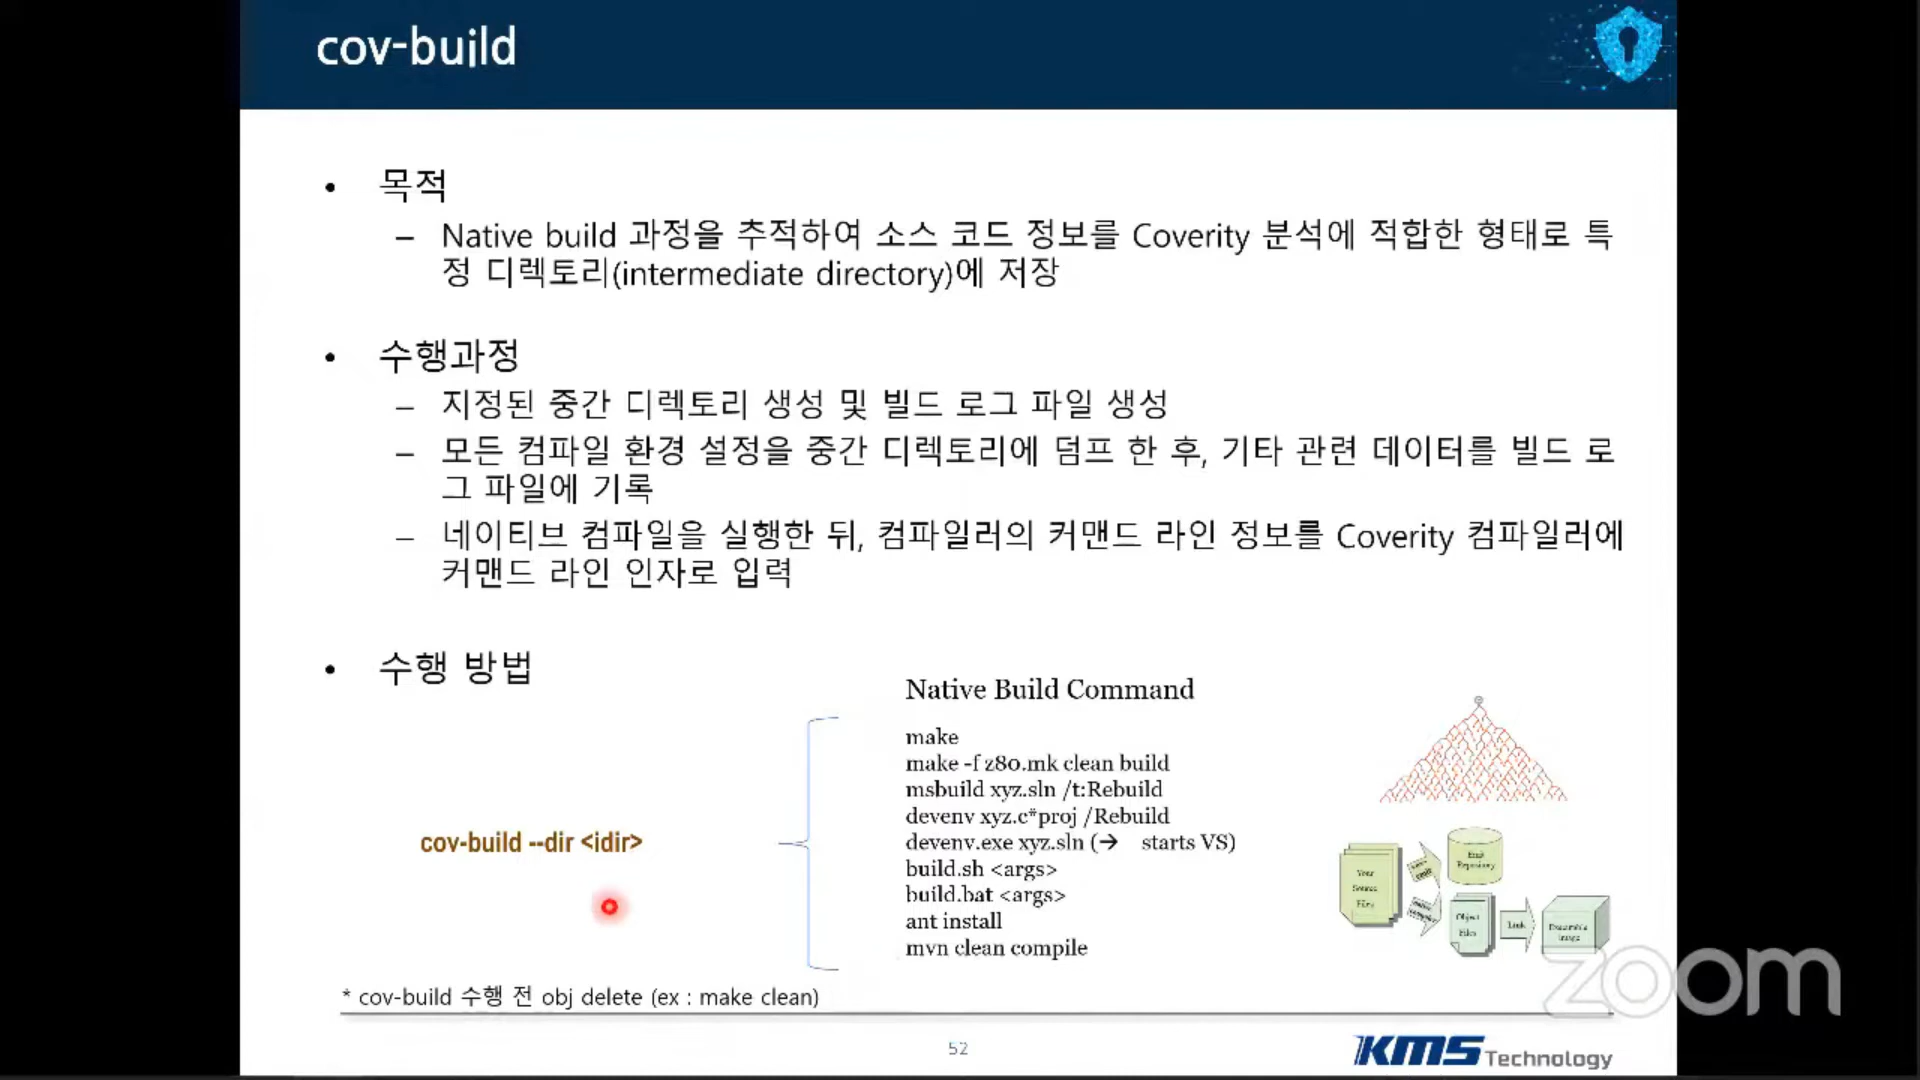 cov-build
• 목적
– Native build 과정을 추적하여 소스 코드 정보를 Coverity 분석에 적합한 형태로 특
정 디렉토리(intermediate directory)에 저장
• 수행과정
– 지정된 중간 디렉토리 생성 및 빌드 로그 파일 생성
– 모든 컴파일 환경 설정을 중간 디렉토리에 덤프 한 후, 기타 관련 데이터를 빌드 로
그 파일에 기록
– 네이티브 컴파일을 실행한 뒤, 컴파일러의 커맨드 라인 정보를 Coverity 컴파일러에
커맨드 라인 인자로 입력
• 수행 방법
cov-build --dir <idir>
Native Build Command
make
make -f z80.mk clean build
msbuild xyz.sln /t:Rebuild
devenv xyz.c*proj /Rebuild
devenv.exe xyz.sln (→ starts VS)
build.sh <args>
build.bat <args>
ant install
mvn clean compile
Your
Source
Files
Emit
Repository
Object
Files
Link
Executable
Image
* cov-build 수행 전 obj delete (ex : make clean)
52
KMS Technology
zoom